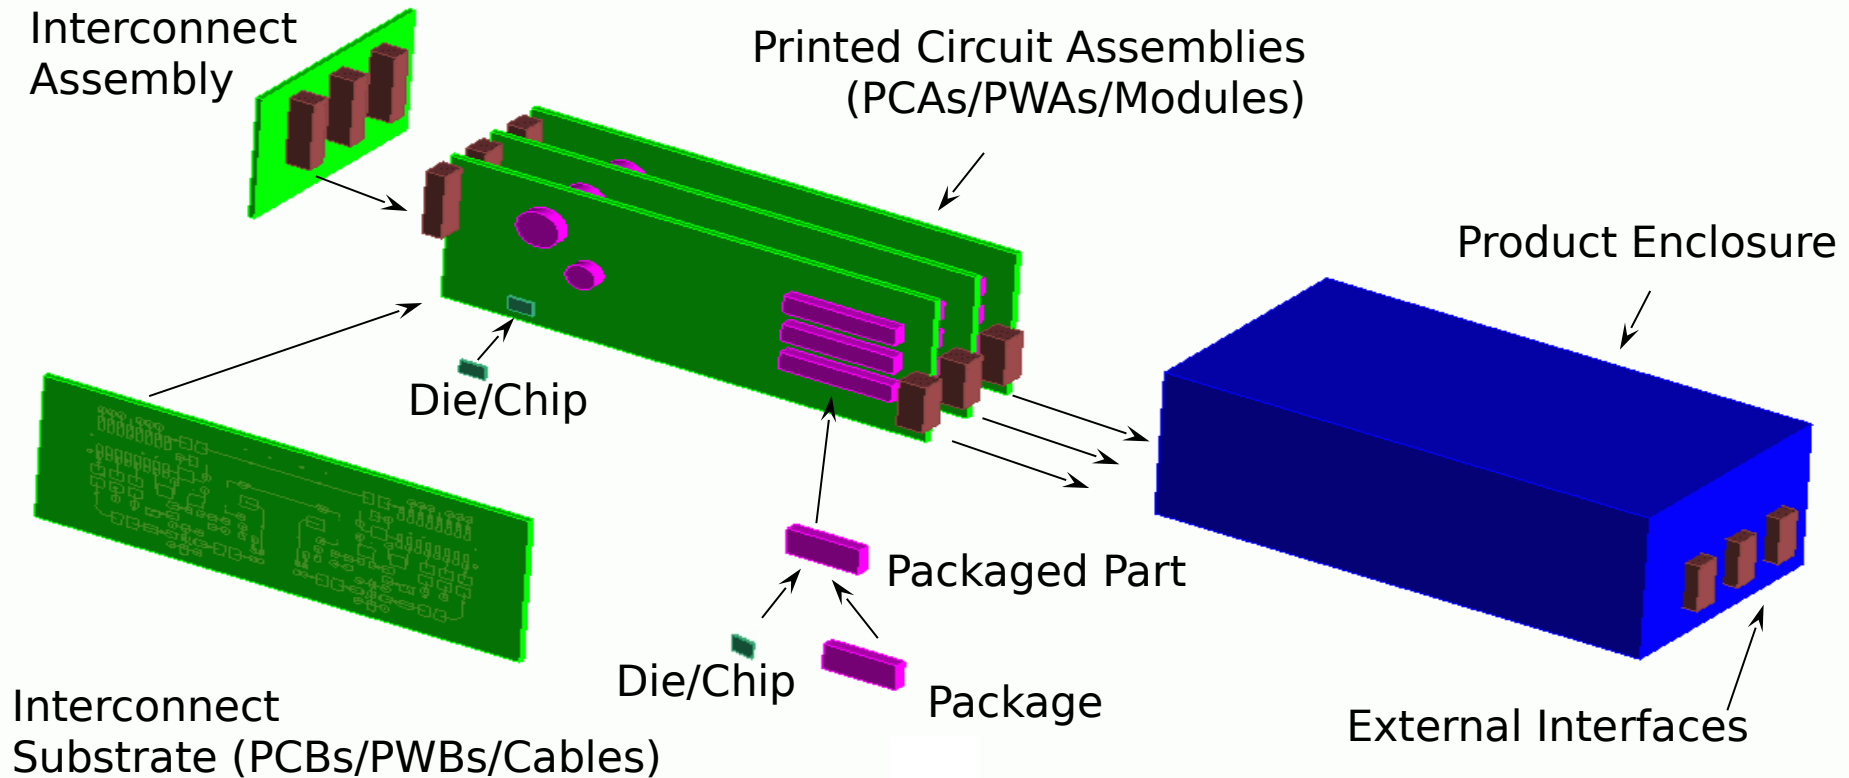 Interconnect
Assembly
Printed Circuit Assemblies
(PCAs/PWAs/Modules)
Product Enclosure
Die/Chip
Packaged Part
Die/Chip
Package
Interconnect
Substrate (PCBs/PWBs/Cables)
External Interfaces